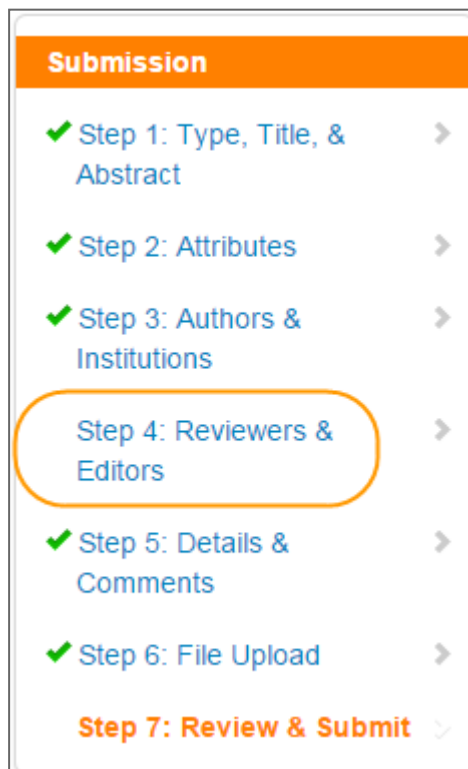 Submission
Step 1: Type, Title, &
Abstract
Step 2: Attributes
Step 3: Authors &
Institutions
Step 4: Reviewers &
Editors
Step 5: Details &
Comments
Step 6: File Upload
Step 7: Review & Submit